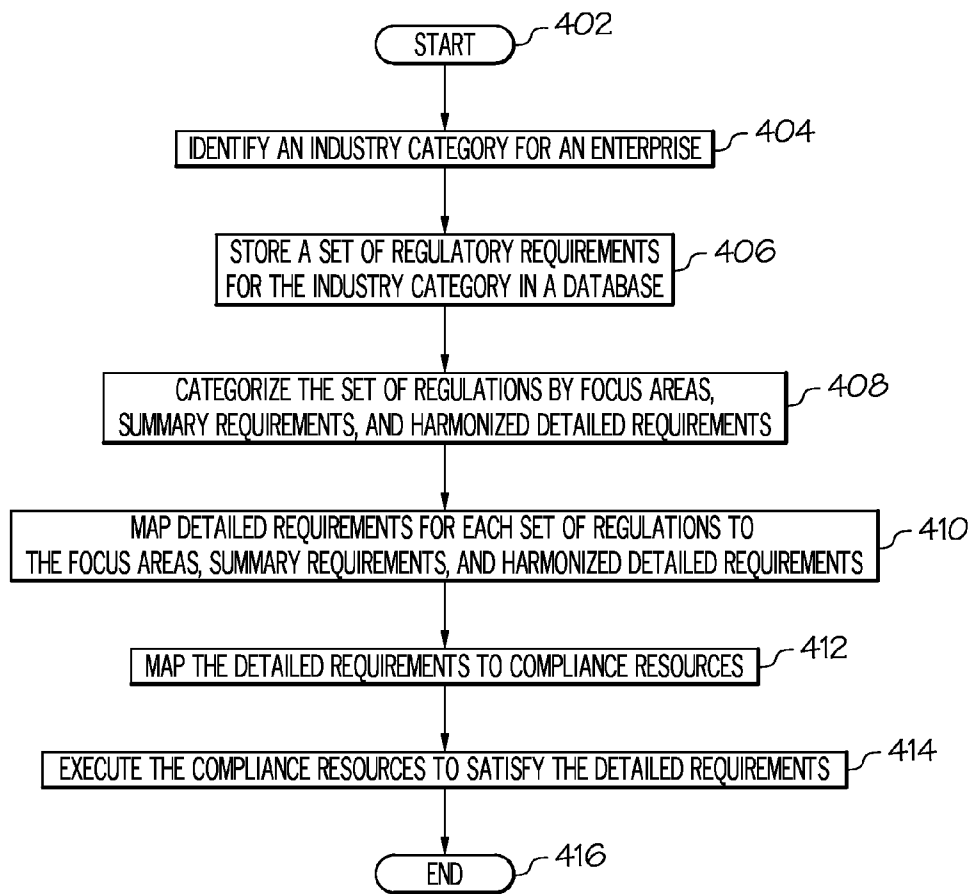 START
402
IDENTIFY AN INDUSTRY CATEGORY FOR AN ENTERPRISE
404
STORE A SET OF REGULATORY REQUIREMENTS
FOR THE INDUSTRY CATEGORY IN A DATABASE
406
CATEGORIZE THE SET OF REGULATIONS BY FOCUS AREAS,
SUMMARY REQUIREMENTS, AND HARMONIZED DETAILED REQUIREMENTS
408
MAP DETAILED REQUIREMENTS FOR EACH SET OF REGULATIONS TO
THE FOCUS AREAS, SUMMARY REQUIREMENTS, AND HARMONIZED DETAILED REQUIREMENTS
410
MAP THE DETAILED REQUIREMENTS TO COMPLIANCE RESOURCES
412
EXECUTE THE COMPLIANCE RESOURCES TO SATISFY THE DETAILED REQUIREMENTS
414
END
416